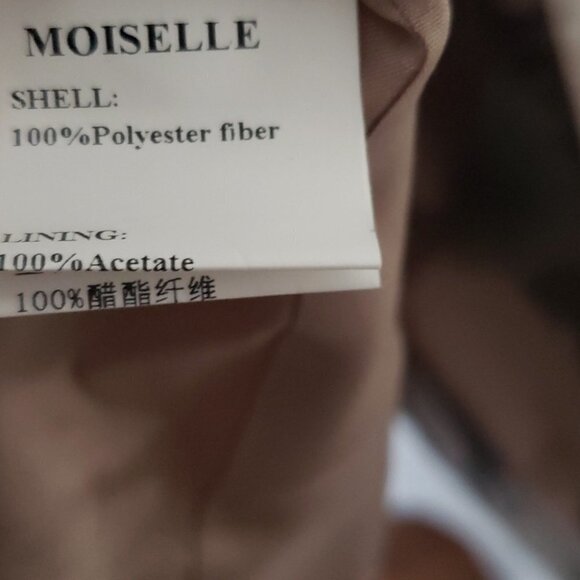 MOISELLE
SHELL:
100%Polyester fiber
LINING:
100%Acetate
100%醋酯纤维